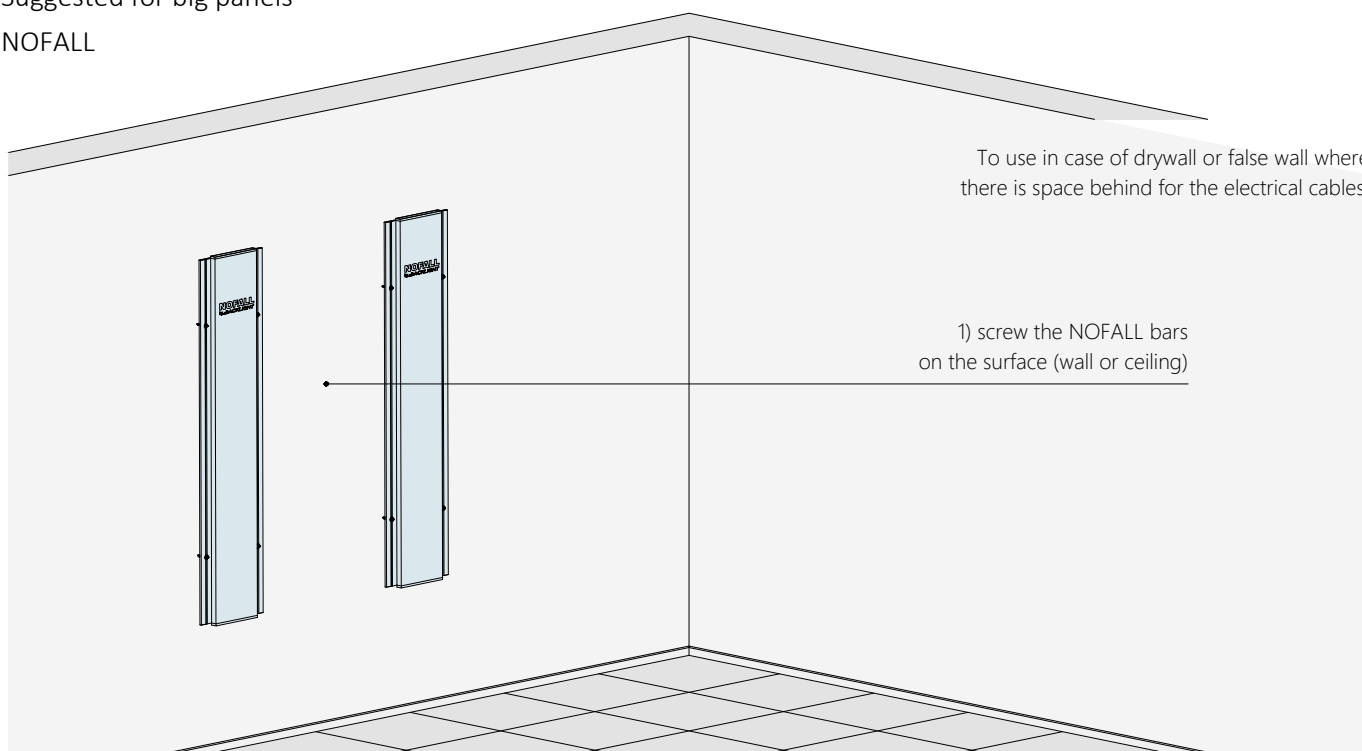 Suggested for big panels
NOFALL
To use in case of drywall or false wall where
there is space behind for the electrical cables
1) screw the NOFALL bars
on the surface (wall or ceiling)
NOFALL
NOFALL